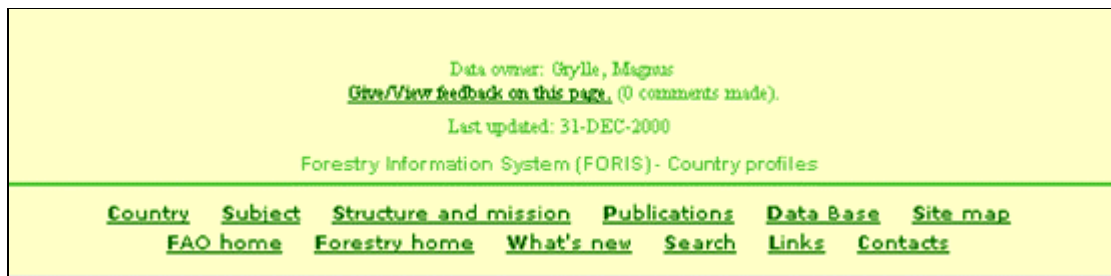 Data owner: Grylle, Magnus
Give/View feedback on this page. (0 comments made).
Last updated: 31-DEC-2000
Forestry Information System (FORIS) - Country profiles
Country Subject Structure and mission Publications Data Base Site map
FAO home Forestry home What's new Search Links Contacts